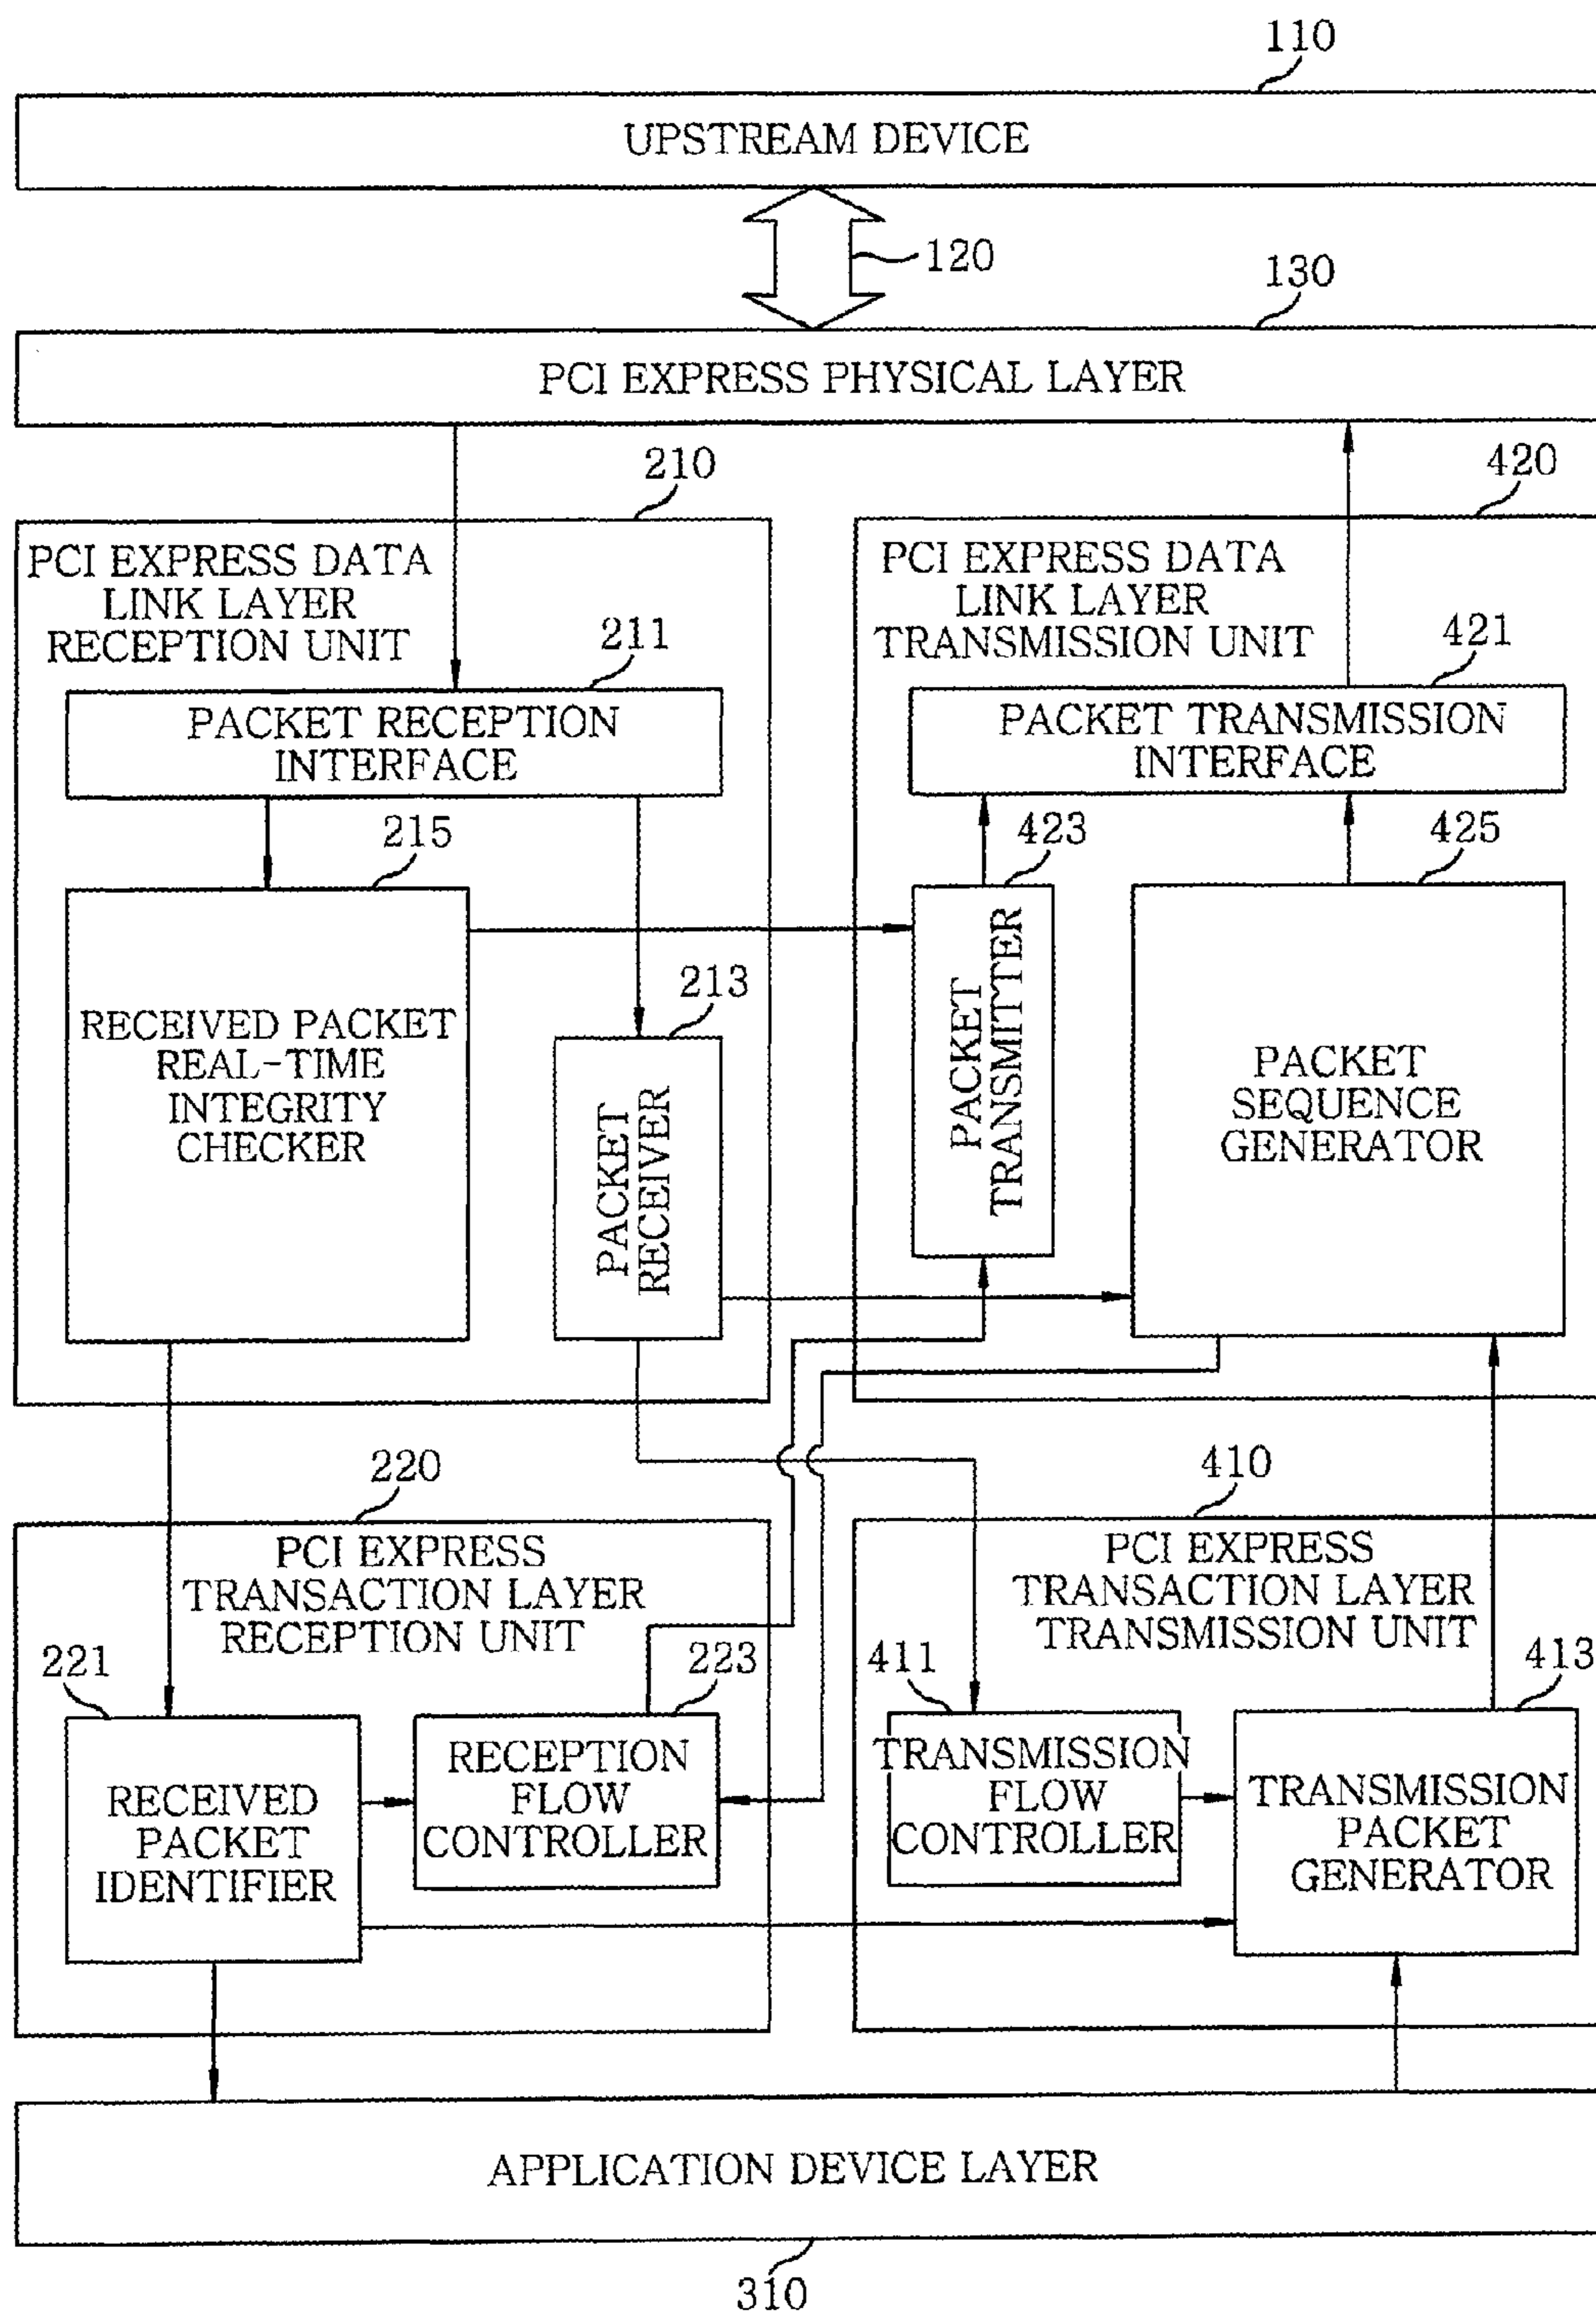 110
UPSTREAM DEVICE
120
130
PCI EXPRESS PHYSICAL LAYER
210
PCI EXPRESS DATA
LINK LAYER
RECEPTION UNIT
211
PACKET RECEPTION
INTERFACE
215
RECEIVED PACKET
REAL-TIME
INTEGRITY
CHECKER
213
PACKET
RECEIVER
420
PCI EXPRESS DATA
LINK LAYER
TRANSMISSION UNIT
421
PACKET TRANSMISSION
INTERFACE
423
PACKET
TRANSMITTER
425
PACKET
SEQUENCE
GENERATOR
220
PCI EXPRESS
TRANSACTION LAYER
RECEPTION UNIT
221
RECEIVED
PACKET
IDENTIFIER
223
RECEPTION
FLOW
CONTROLLER
410
PCI EXPRESS
TRANSACTION LAYER
TRANSMISSION UNIT
411
TRANSMISSION
FLOW
CONTROLLER
413
TRANSMISSION
PACKET
GENERATOR
APPLICATION DEVICE LAYER
310